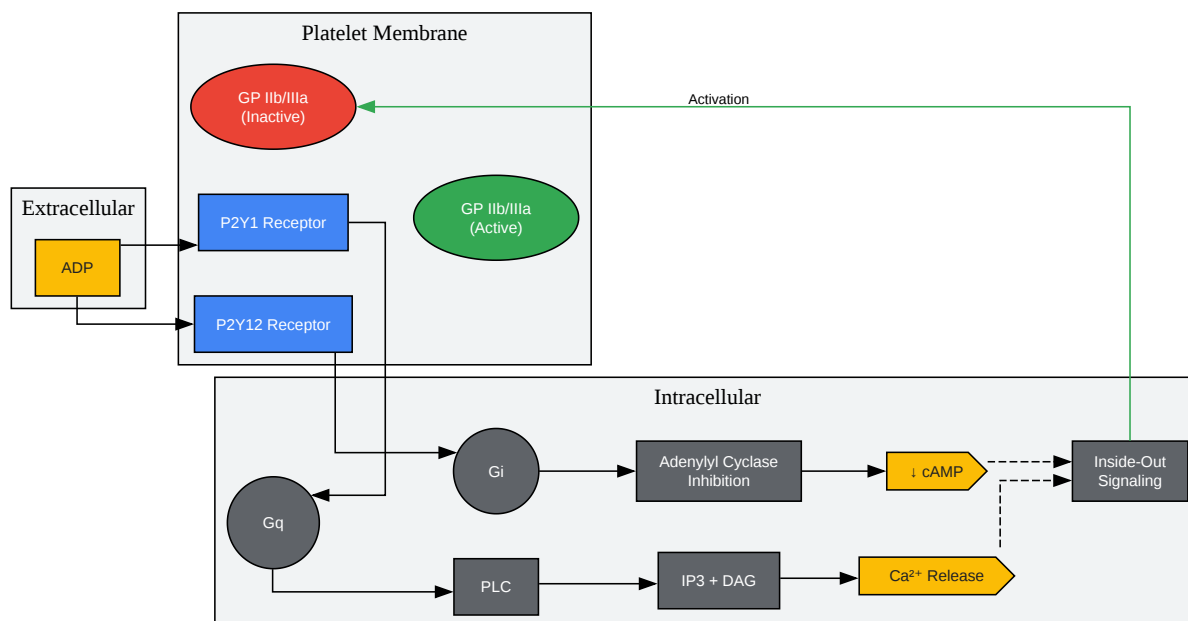 Platelet Membrane
GP IIb/IIIa
(Inactive)
Activation
Extracellular
ADP
P2Y1 Receptor
GP IIb/IIIa
(Active)
P2Y12 Receptor
Intracellular
Gi
Adenylyl Cyclase
Inhibition
↓ cAMP
Inside-Out
Signaling
Gq
PLC
IP3 + DAG
Ca²⁺ Release